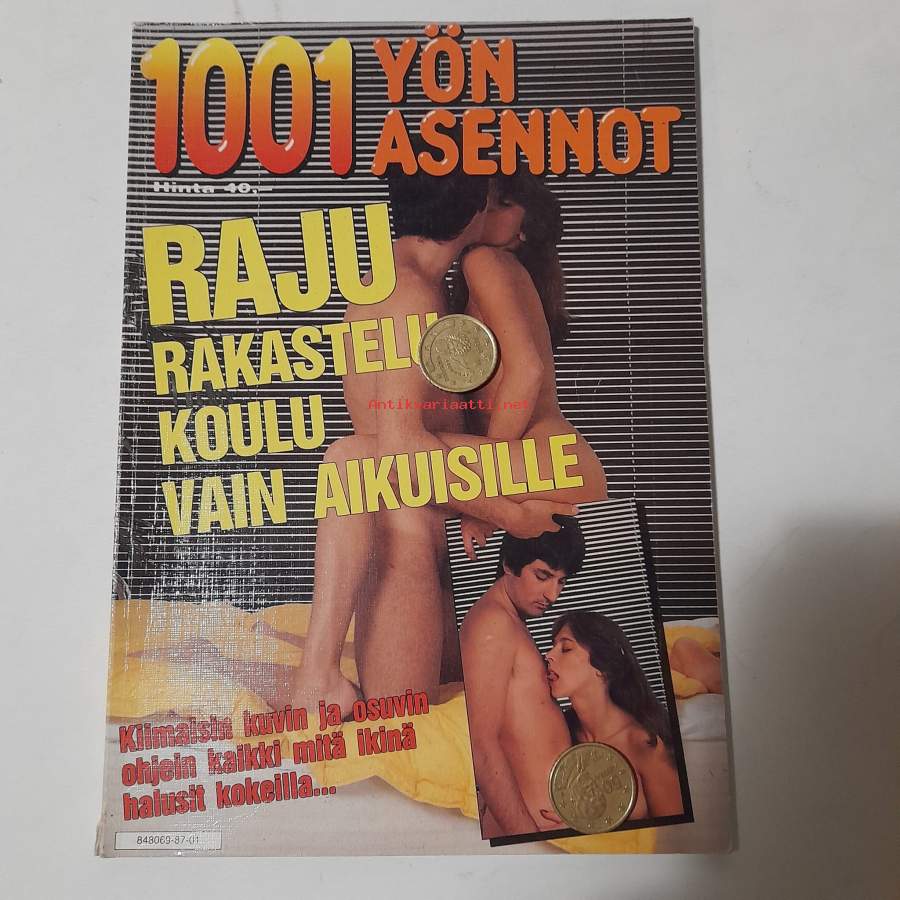 1001 YÖN
ASENNOT
Hinta 40,–
RAJU
RAKASTELU
KOULU
VAIN AIKUISILLE
Antikvariaatti.net
Kiimaisin kuvin ja osuvin
ohjein kaikki mitä ikinä
halusit kokeilla...
848069-87-01